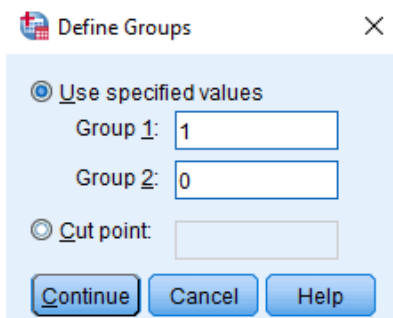 Define Groups
Use specified values
Group 1: 1
Group 2: 0
Cut point:
Continue Cancel Help